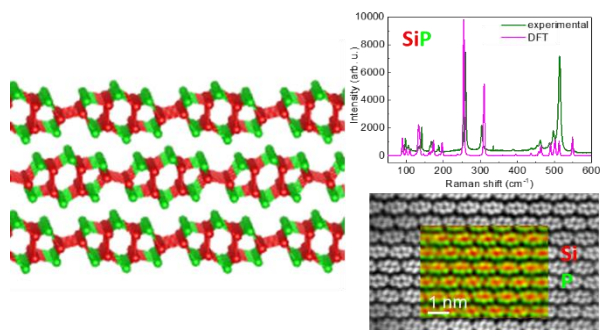 SiP
experimental
DFT
Intensity (arb. u.)
10000
8000
6000
4000
2000
0
100 200 300 400 500 600
Raman shift (cm⁻¹)
Si
P
1 nm